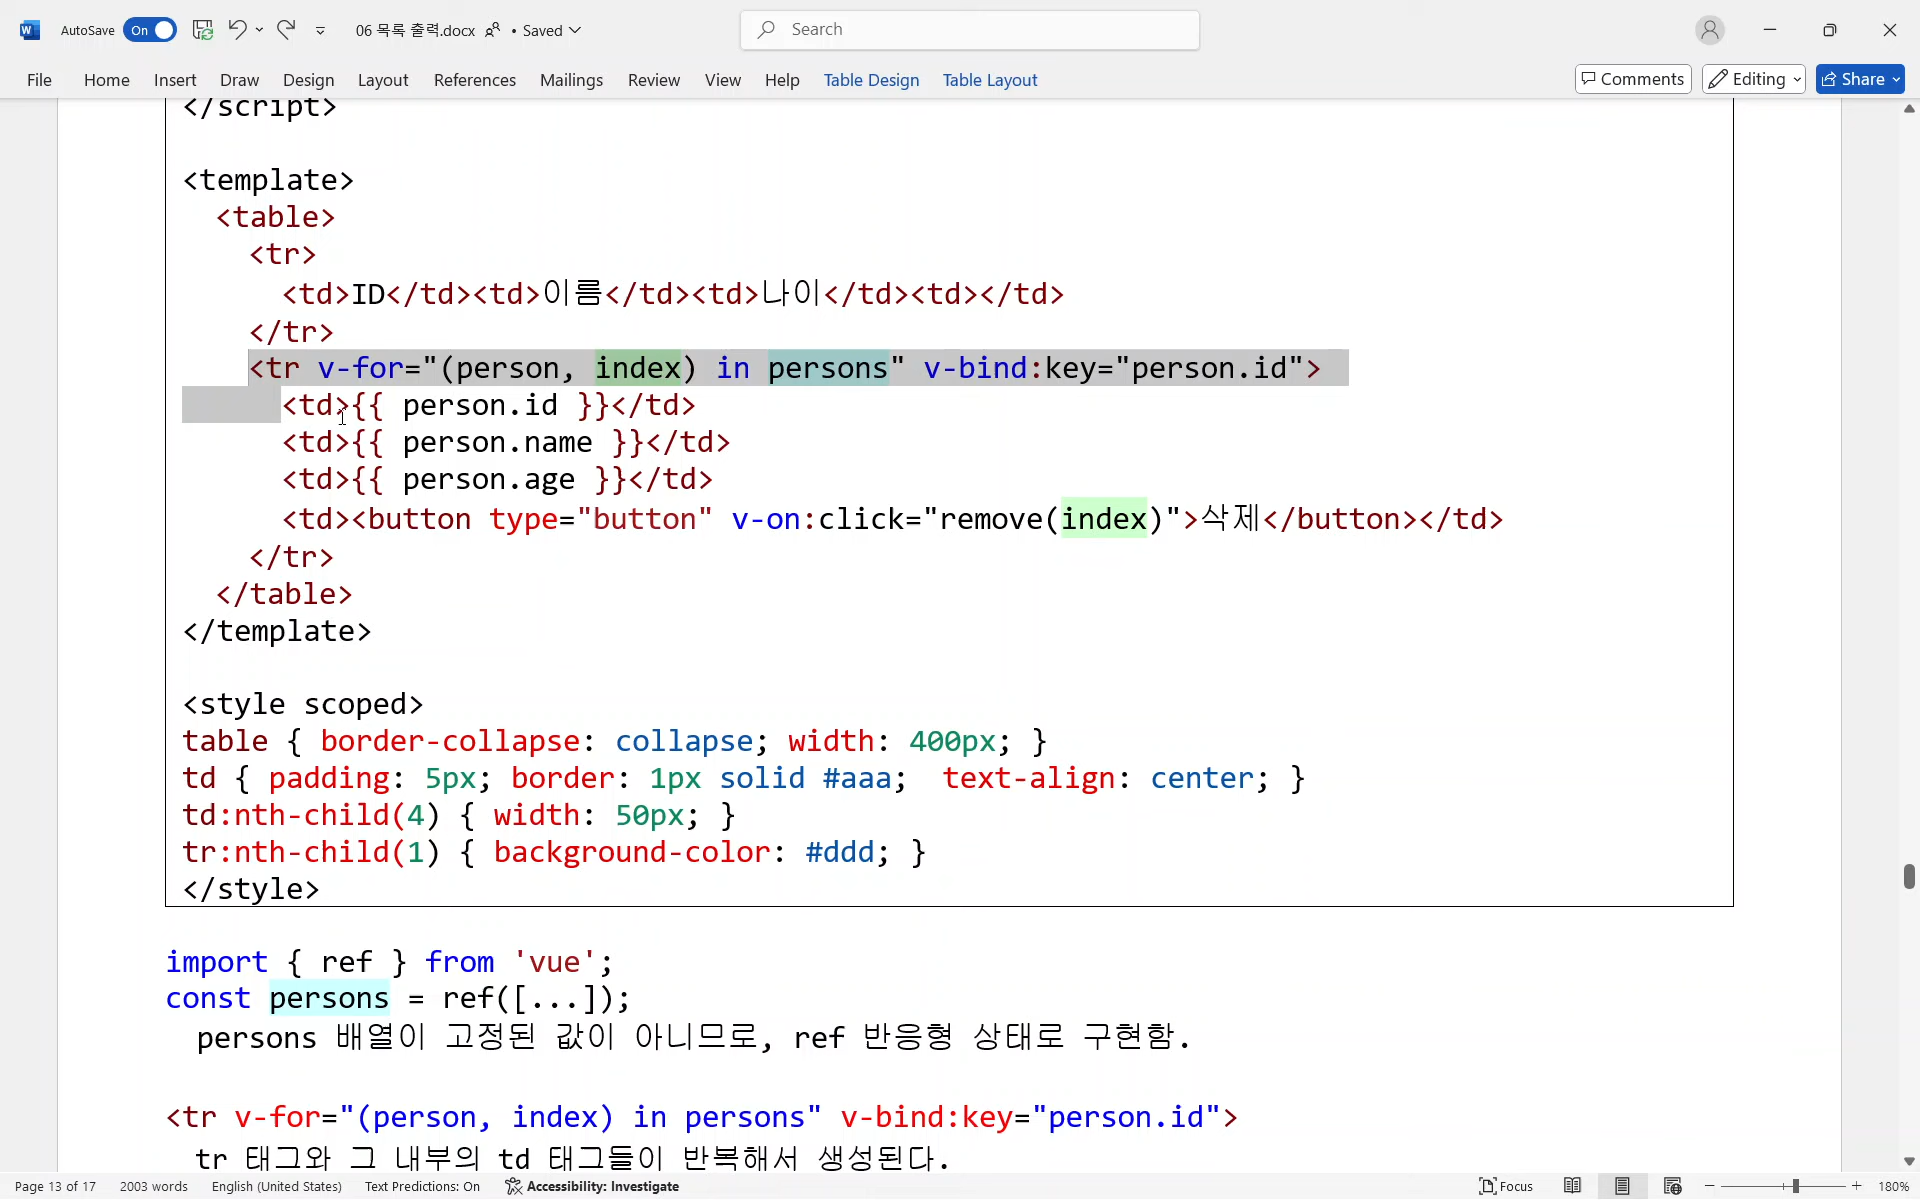 AutoSave On 06 목록 출력.docx • Saved Search
File Home Insert Draw Design Layout References Mailings Review View Help Table Design Table Layout Comments Editing Share
</script>
<template>
<table>
<tr>
<td>ID</td><td>이름</td><td>나이</td><td></td>
</tr>
<tr v-for="(person, index) in persons" v-bind:key="person.id">
<td>{{ person.id }}</td>
<td>{{ person.name }}</td>
<td>{{ person.age }}</td>
<td><button type="button" v-on:click="remove(index)">삭제</button></td>
</tr>
</table>
</template>
<style scoped>
table { border-collapse: collapse; width: 400px; }
td { padding: 5px; border: 1px solid #aaa;  text-align: center; }
td:nth-child(4) { width: 50px; }
tr:nth-child(1) { background-color: #ddd; }
</style>
import { ref } from 'vue';
const persons = ref([...]);
persons 배열이 고정된 값이 아니므로, ref 반응형 상태로 구현함.
<tr v-for="(person, index) in persons" v-bind:key="person.id">
tr 태그와 그 내부의 td 태그들이 반복해서 생성된다.
Page 13 of 17 2003 words English (United States) Text Predictions: On Accessibility: Investigate Focus 180%